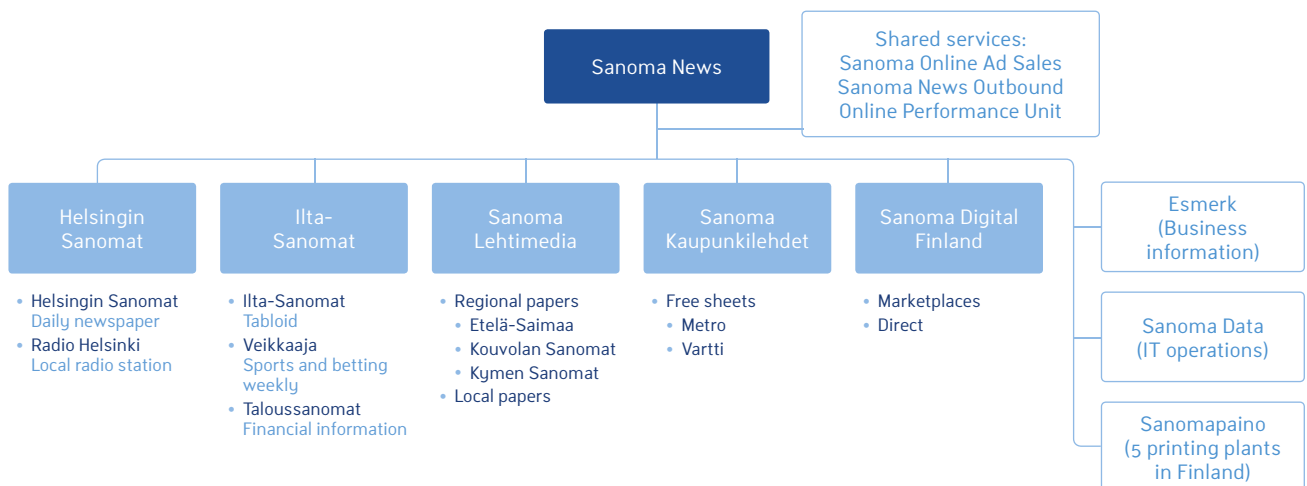 Sanoma News
Shared services:
Sanoma Online Ad Sales
Sanoma News Outbound
Online Performance Unit
Helsingin
Sanomat
• Helsingin Sanomat
Daily newspaper
• Radio Helsinki
Local radio station
Ilta-
Sanomat
• Ilta-Sanomat
Tabloid
• Veikkaaja
Sports and betting
weekly
• Taloussanomat
Financial information
Sanoma
Lehtimedia
• Regional papers
• Etelä-Saimaa
• Kouvolan Sanomat
• Kymen Sanomat
• Local papers
Sanoma
Kaupunkilehdet
• Free sheets
• Metro
• Vartti
Sanoma Digital
Finland
• Marketplaces
• Direct
Esmerk
(Business
information)
Sanoma Data
(IT operations)
Sanomapaino
(5 printing plants
in Finland)